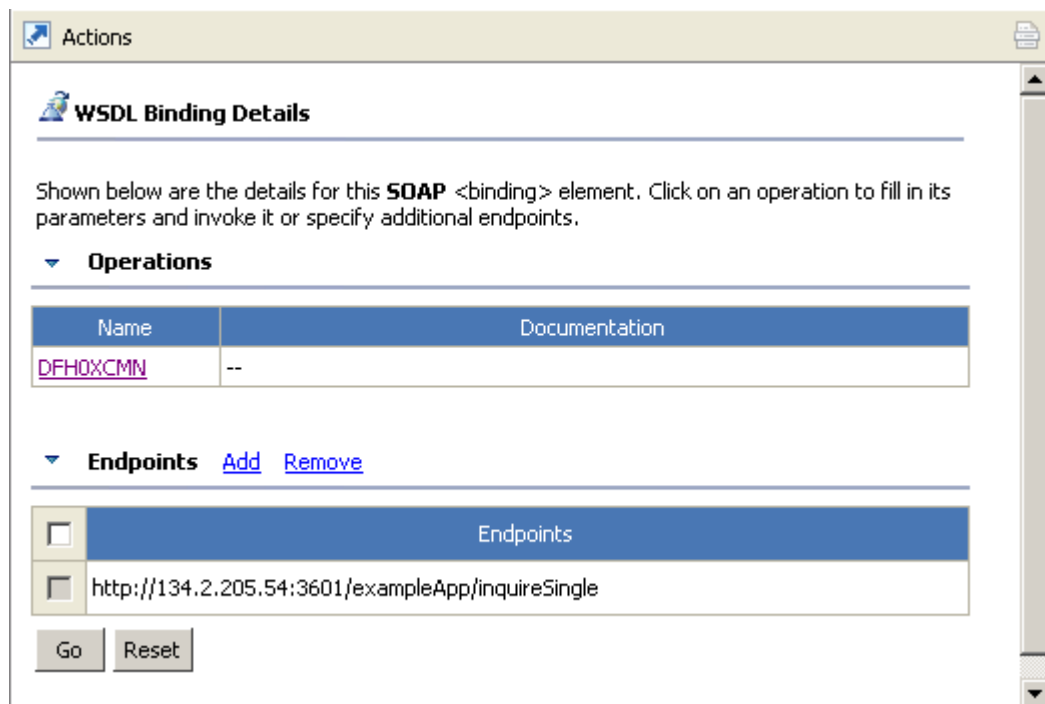 Actions
WSDL Binding Details
Shown below are the details for this SOAP <binding> element. Click on an operation to fill in its
parameters and invoke it or specify additional endpoints.
Operations
Name Documentation
DFH0XCMN --
Endpoints Add Remove
Endpoints
http://134.2.205.54:3601/exampleApp/inquireSingle
Go Reset